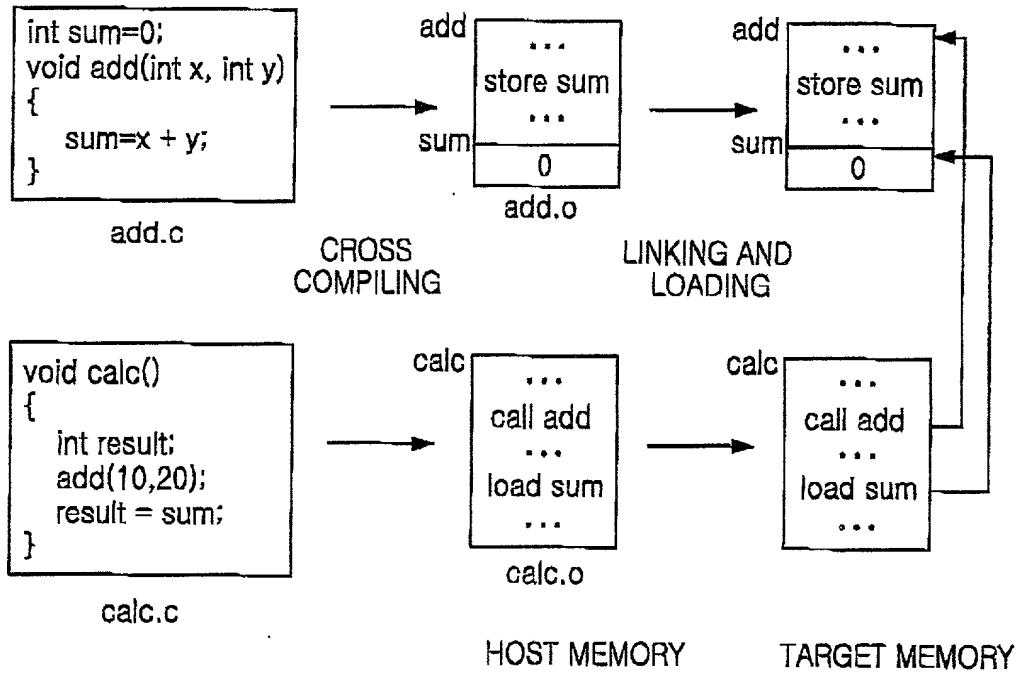 int sum=0;
void add(int x, int y)
{
sum=x + y;
}
add.c
CROSS
COMPILING
add
...
store sum
...
sum
0
add.o
LINKING AND
LOADING
add
...
store sum
...
sum
0
void calc()
{
int result;
add(10,20);
result = sum;
}
calc.c
calc
...
call add
...
load sum
...
calc.o
calc
...
call add
...
load sum
...
HOST MEMORY
TARGET MEMORY